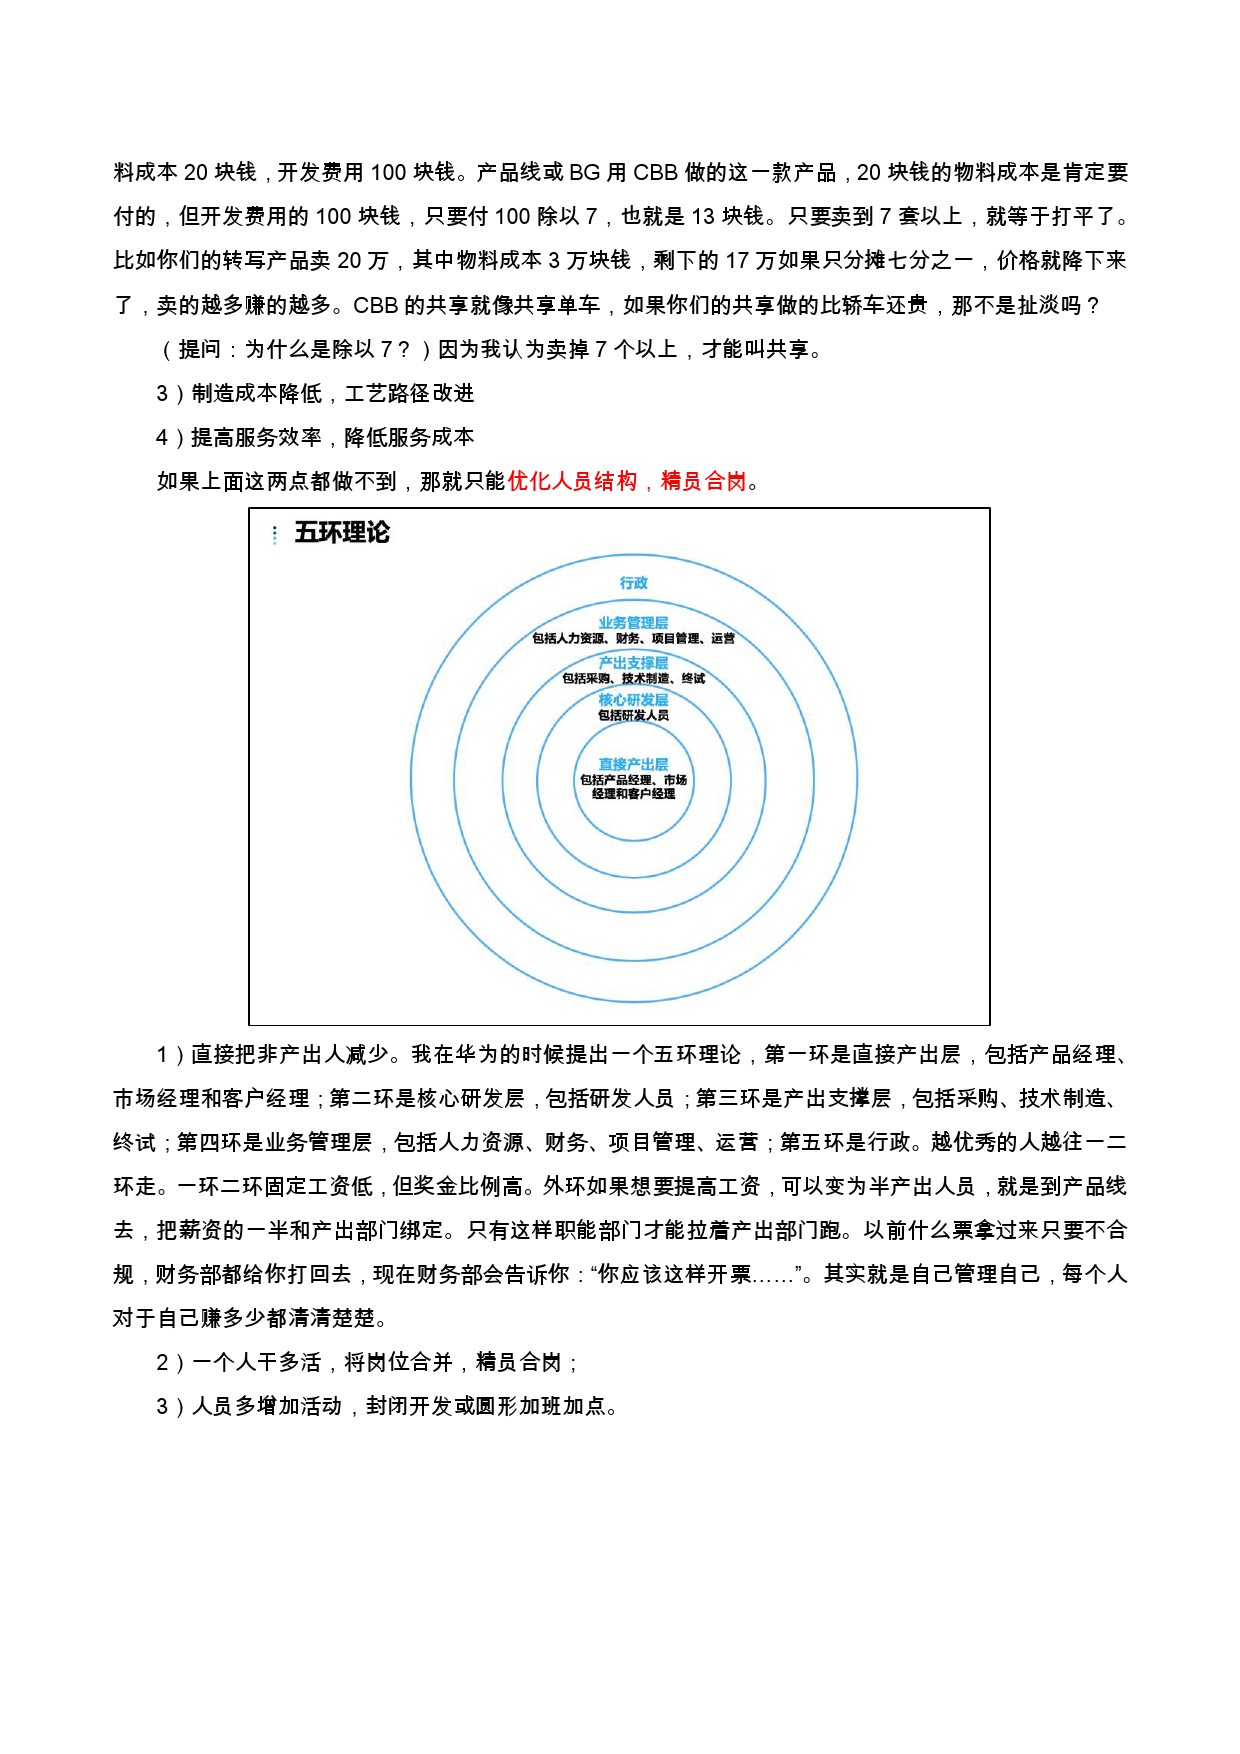 料成本 20 块钱，开发费用 100 块钱。产品线或 BG 用 CBB 做的这一款产品，20 块钱的物料成本是肯定要
付的，但开发费用的 100 块钱，只要付 100 除以 7，也就是 13 块钱。只要卖到 7 套以上，就等于打平了。
比如你们的转写产品卖 20 万，其中物料成本 3 万块钱，剩下的 17 万如果只分摊七分之一，价格就降下来
了，卖的越多赚的越多。CBB 的共享就像共享单车，如果你们的共享做的比轿车还贵，那不是扯淡吗？
（提问：为什么是除以 7？）因为我认为卖掉 7 个以上，才能叫共享。
3）制造成本降低，工艺路径改进
4）提高服务效率，降低服务成本
如果上面这两点都做不到，那就只能优化人员结构，精员合岗。
五环理论
行政
业务管理层
包括人力资源、财务、项目管理、运营
产出支撑层
包括采购、技术制造、终试
核心研发层
包括研发人员
直接产出层
包括产品经理、市场
经理和客户经理
1）直接把非产出人减少。我在华为的时候提出一个五环理论，第一环是直接产出层，包括产品经理、
市场经理和客户经理；第二环是核心研发层，包括研发人员；第三环是产出支撑层，包括采购、技术制造、
终试；第四环是业务管理层，包括人力资源、财务、项目管理、运营；第五环是行政。越优秀的人越往一二
环走。一环二环固定工资低，但奖金比例高。外环如果想要提高工资，可以变为半产出人员，就是到产品线
去，把薪资的一半和产出部门绑定。只有这样职能部门才能拉着产出部门跑。以前什么票拿过来只要不合
规，财务部都给你打回去，现在财务部会告诉你：“你应该这样开票……”。其实就是自己管理自己，每个人
对于自己赚多少都清清楚楚。
2）一个人干多活，将岗位合并，精员合岗；
3）人员多增加活动，封闭开发或圆形加班加点。